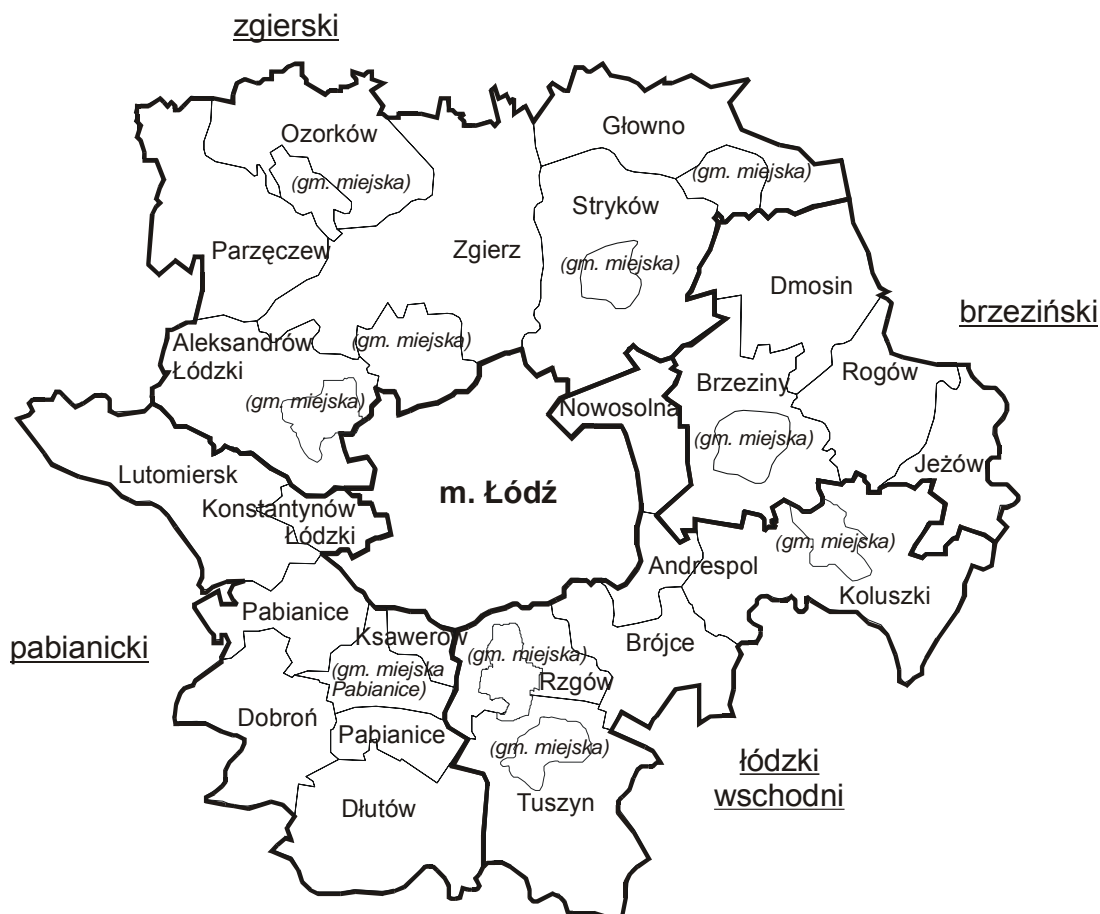 zgierski
Ozorków
(gm. miejska)
Głowno
(gm. miejska)
Stryków
(gm. miejska)
Parzęczew
Zgierz
(gm. miejska)
Dmosin
brzeziński
Aleksandrów
Łódzki
(gm. miejska)
Nowosolna
Brzeziny
(gm. miejska)
Rogów
Jeżów
Lutomiersk
Konstantynów
Łódzki
m. Łódź
(gm. miejska)
Koluszki
Andrespol
pabianicki
Pabianice
Ksawerów
(gm. miejska
Pabianice)
(gm. miejska)
Rzgów
Brójce
Dobroń
Pabianice
(gm. miejska)
Tuszyn
Dłutów
łódzki
wschodni